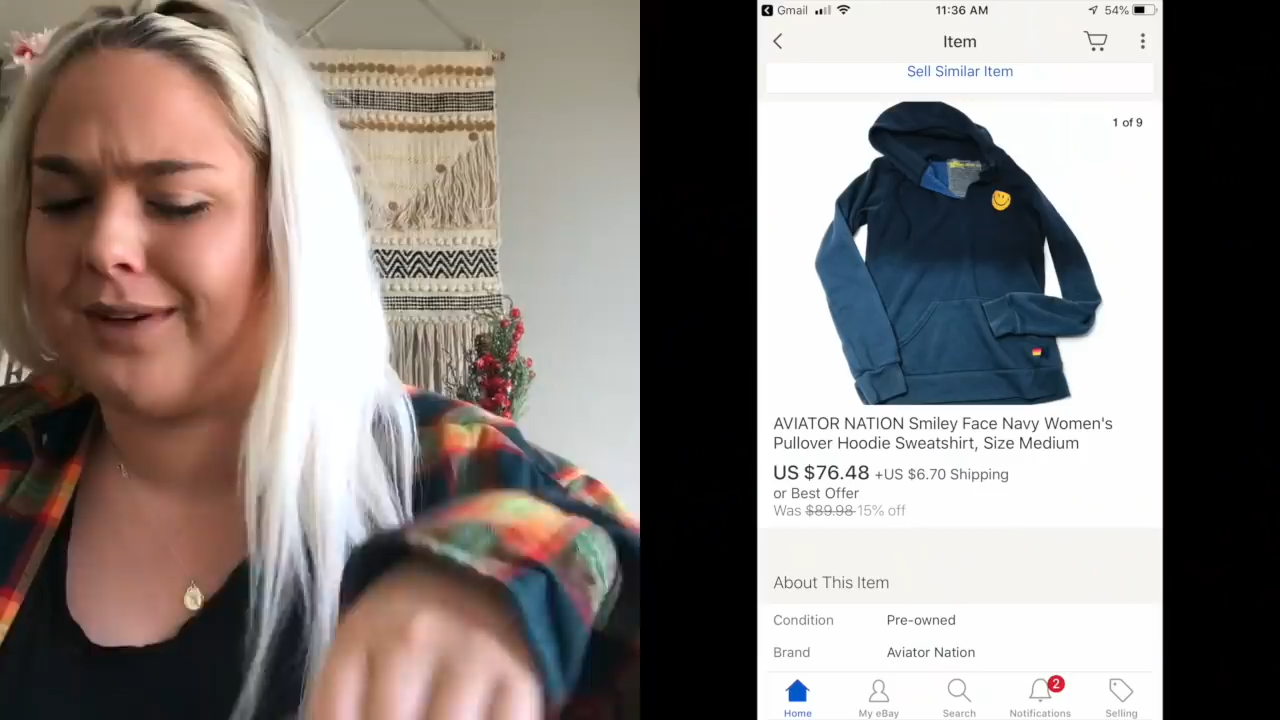 Gmail
11:36 AM
54%
Item
Sell Similar Item
1 of 9
AVIATOR NATION Smiley Face Navy Women's
Pullover Hoodie Sweatshirt, Size Medium
US $76.48 +US $6.70 Shipping
or Best Offer
Was $89.98 15% off
About This Item
Condition Pre-owned
Brand Aviator Nation
2
Home My eBay Search Notifications Selling